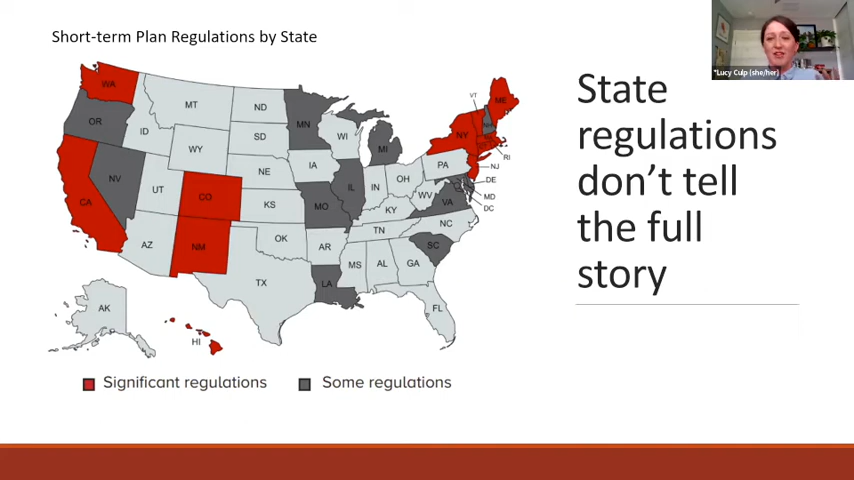 Short-term Plan Regulations by State
*Lucy Culp (she/her)
State
regulations
don’t tell
the full
story
WA
MT
ND
MN
VT
ME
OR
ID
SD
WI
MI
NY
RI
WY
IA
PA
NJ
NV
NE
IL
IN
OH
DE
UT
CO
MD
CA
KS
MO
KY
WV
VA
DC
AZ
NM
OK
AR
TN
NC
SC
TX
MS
AL
GA
LA
FL
AK
HI
Significant regulations
Some regulations